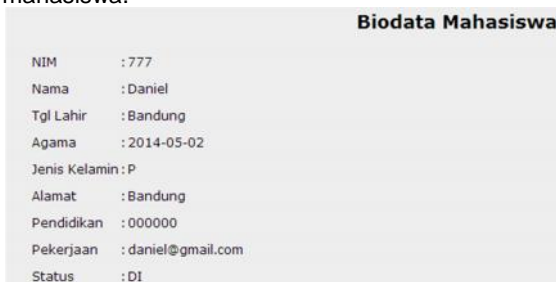 mahasiswa.
Biodata Mahasiswa
NIM :777
Nama :Daniel
Tgl Lahir :Bandung
Agama :2014-05-02
Jenis Kelamin:P
Alamat :Bandung
Pendidikan :000000
Pekerjaan :daniel@gmail.com
Status :DI